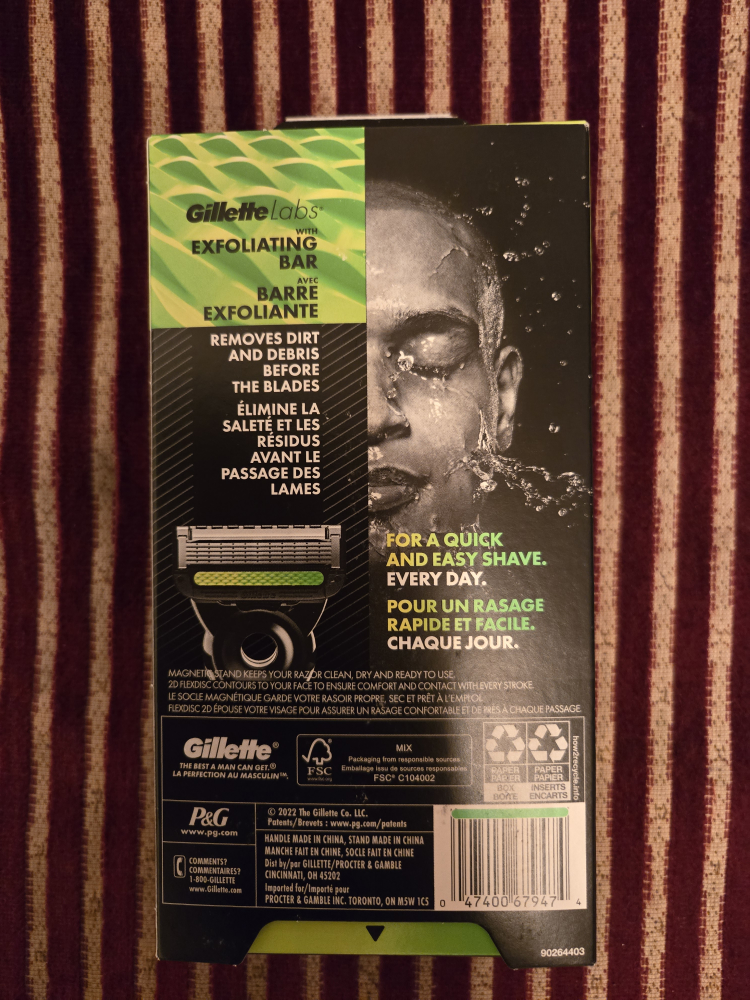 Gillette Labs®
WITH
EXFOLIATING
BAR
AVEC
BARRE
EXFOLIANTE
REMOVES DIRT
AND DEBRIS
BEFORE
THE BLADES
ÉLIMINE LA
SALETÉ ET LES
RÉSIDUS
AVANT LE
PASSAGE DES
LAMES
FOR A QUICK
AND EASY SHAVE.
EVERY DAY.
POUR UN RASAGE
RAPIDE ET FACILE.
CHAQUE JOUR.
MAGNETIC STAND KEEPS YOUR RAZOR CLEAN, DRY AND READY TO USE.
2D FLEXDISC CONTOURS TO YOUR FACE TO ENSURE COMFORT AND CONTACT WITH EVERY STROKE.
LE SOCLE MAGNÉTIQUE GARDE VOTRE RASOIR PROPRE, SEC ET PRÊT À L'EMPLOI.
FLEXDISC 2D ÉPOUSE VOTRE VISAGE POUR ASSURER UN RASAGE CONFORTABLE ET DE PRÈS À CHAQUE PASSAGE.
Gillette®
THE BEST A MAN CAN GET.®
LA PERFECTION AU MASCULIN™.
FSC
www.fsc.org
MIX
Packaging from responsible sources
Emballage issu de sources responsables
FSC® C104002
PAPER
PAPIER
BOX
BOÎTE
PAPER
PAPIER
INSERTS
ENCARTS
how2recycle.info
P&G
www.pg.com
COMMENTS?
COMMENTAIRES?
1-800-GILLETTE
www.Gillette.com
© 2022 The Gillette Co. LLC.
Patents/Brevets : www.pg.com/patents
HANDLE MADE IN CHINA, STAND MADE IN CHINA
MANCHE FAIT EN CHINE, SOCLE FAIT EN CHINE
Dist by/par GILLETTE/PROCTER & GAMBLE
CINCINNATI, OH 45202
Imported for/Importé pour
PROCTER & GAMBLE INC. TORONTO, ON M5W 1C5
0 47400 67947 4
90264403